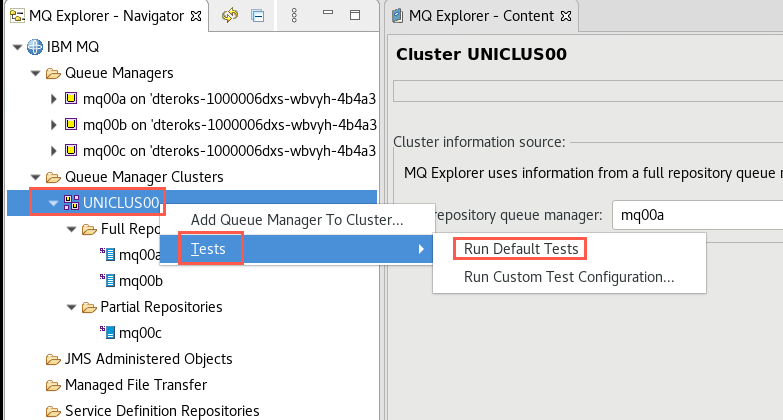 MQ Explorer - Navigator
IBM MQ
Queue Managers
mq00a on 'dteroks-1000006dxs-wbvyh-4b4a3
mq00b on 'dteroks-1000006dxs-wbvyh-4b4a3
mq00c on 'dteroks-1000006dxs-wbvyh-4b4a3
Queue Manager Clusters
UNICLUS00
Full Repo
mq00a
mq00b
Partial Repositories
mq00c
JMS Administered Objects
Managed File Transfer
Service Definition Repositories
Add Queue Manager To Cluster...
Tests
Run Default Tests
Run Custom Test Configuration...
MQ Explorer - Content
Cluster UNICLUS00
Cluster information source:
MQ Explorer uses information from a full repository queue
repository queue manager: mq00a